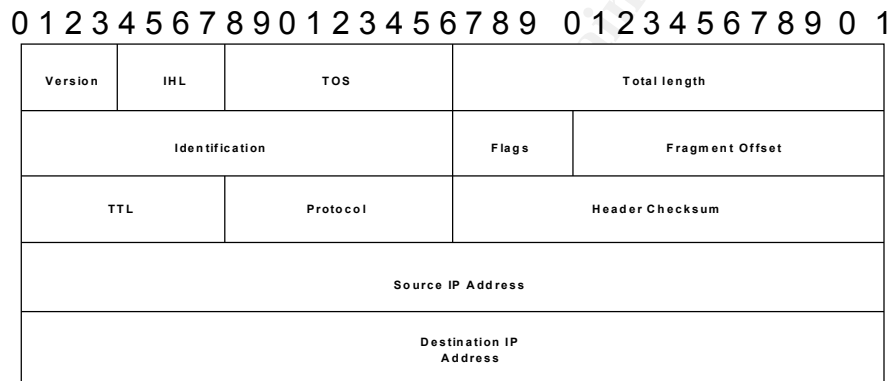 0 1 2 3 4 5 6 7 8 9 0 1 2 3 4 5 6 7 8 9 0 1 2 3 4 5 6 7 8 9 0 1
Version IHL TOS Total length
Identification Flags Fragment Offset
TTL Protocol Header Checksum
Source IP Address
Destination IP
Address